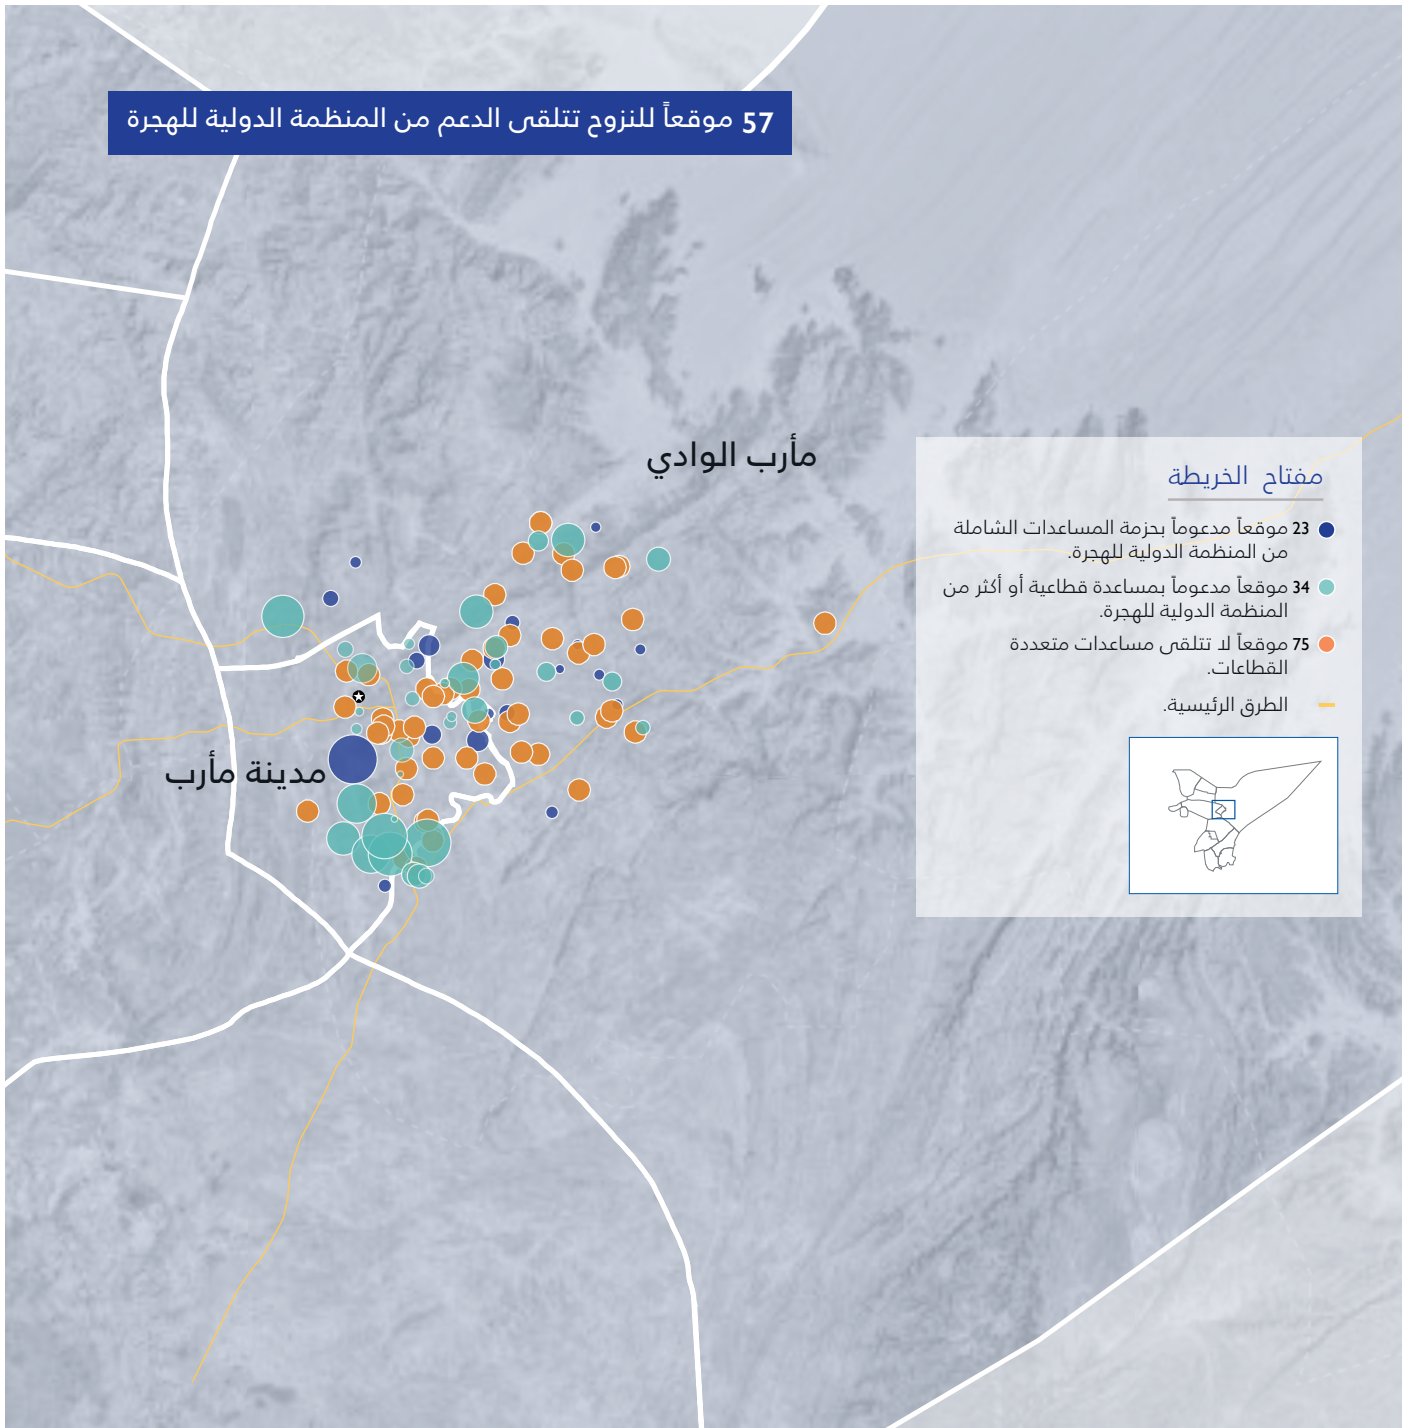 57 موقعاً للنزوح تتلقى الدعم من المنظمة الدولية للهجرة
مأرب الوادي
مفتاح الخريطة
23 موقعاً مدعوماً بحزمة المساعدات الشاملة
من المنظمة الدولية للهجرة.
34 موقعاً مدعوماً بمساعدة قطاعية أو أكثر من
المنظمة الدولية للهجرة.
75 موقعاً لا تتلقى مساعدات متعددة
القطاعات.
الطرق الرئيسية.
مدينة مأرب